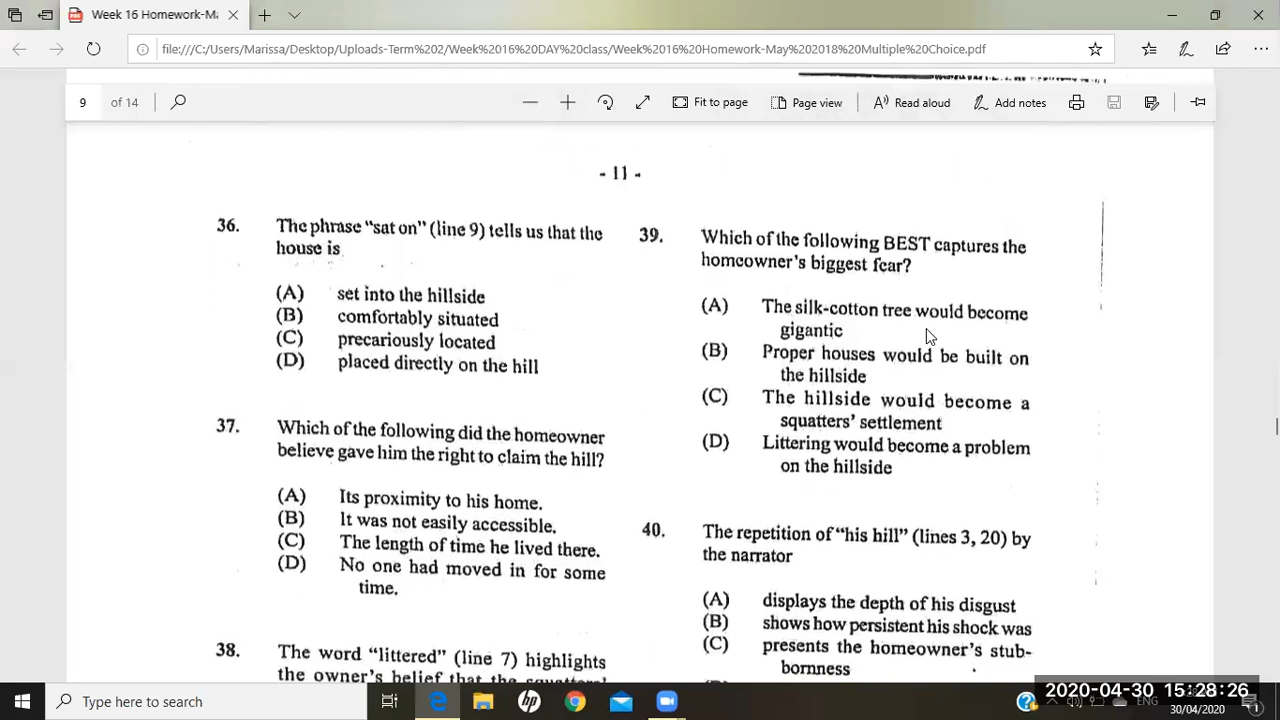 Week 16 Homework-Ma
file:///C:/Users/Marissa/Desktop/Uploads-Term%202/Week%2016%20DAY%20class/Week%2016%20Homework-May%202018%20Multiple%20Choice.pdf
9 of 14
Fit to page
Page view
Read aloud
Add notes
- 11 -
36. The phrase "sat on" (line 9) tells us that the
house is
(A) set into the hillside
(B) comfortably situated
(C) precariously located
(D) placed directly on the hill
37. Which of the following did the homeowner
believe gave him the right to claim the hill?
(A) Its proximity to his home.
(B) It was not easily accessible.
(C) The length of time he lived there.
(D) No one had moved in for some
time.
38. The word "littered" (line 7) highlights
the owner's belief that the squatters'
39. Which of the following BEST captures the
homeowner's biggest fear?
(A) The silk-cotton tree would become
gigantic
(B) Proper houses would be built on
the hillside
(C) The hillside would become a
squatters' settlement
(D) Littering would become a problem
on the hillside
40. The repetition of "his hill" (lines 3, 20) by
the narrator
(A) displays the depth of his disgust
(B) shows how persistent his shock was
(C) presents the homeowner's stub-
bornness
Type here to search
ENG
2020-04-30 15:28:26
30/04/2020